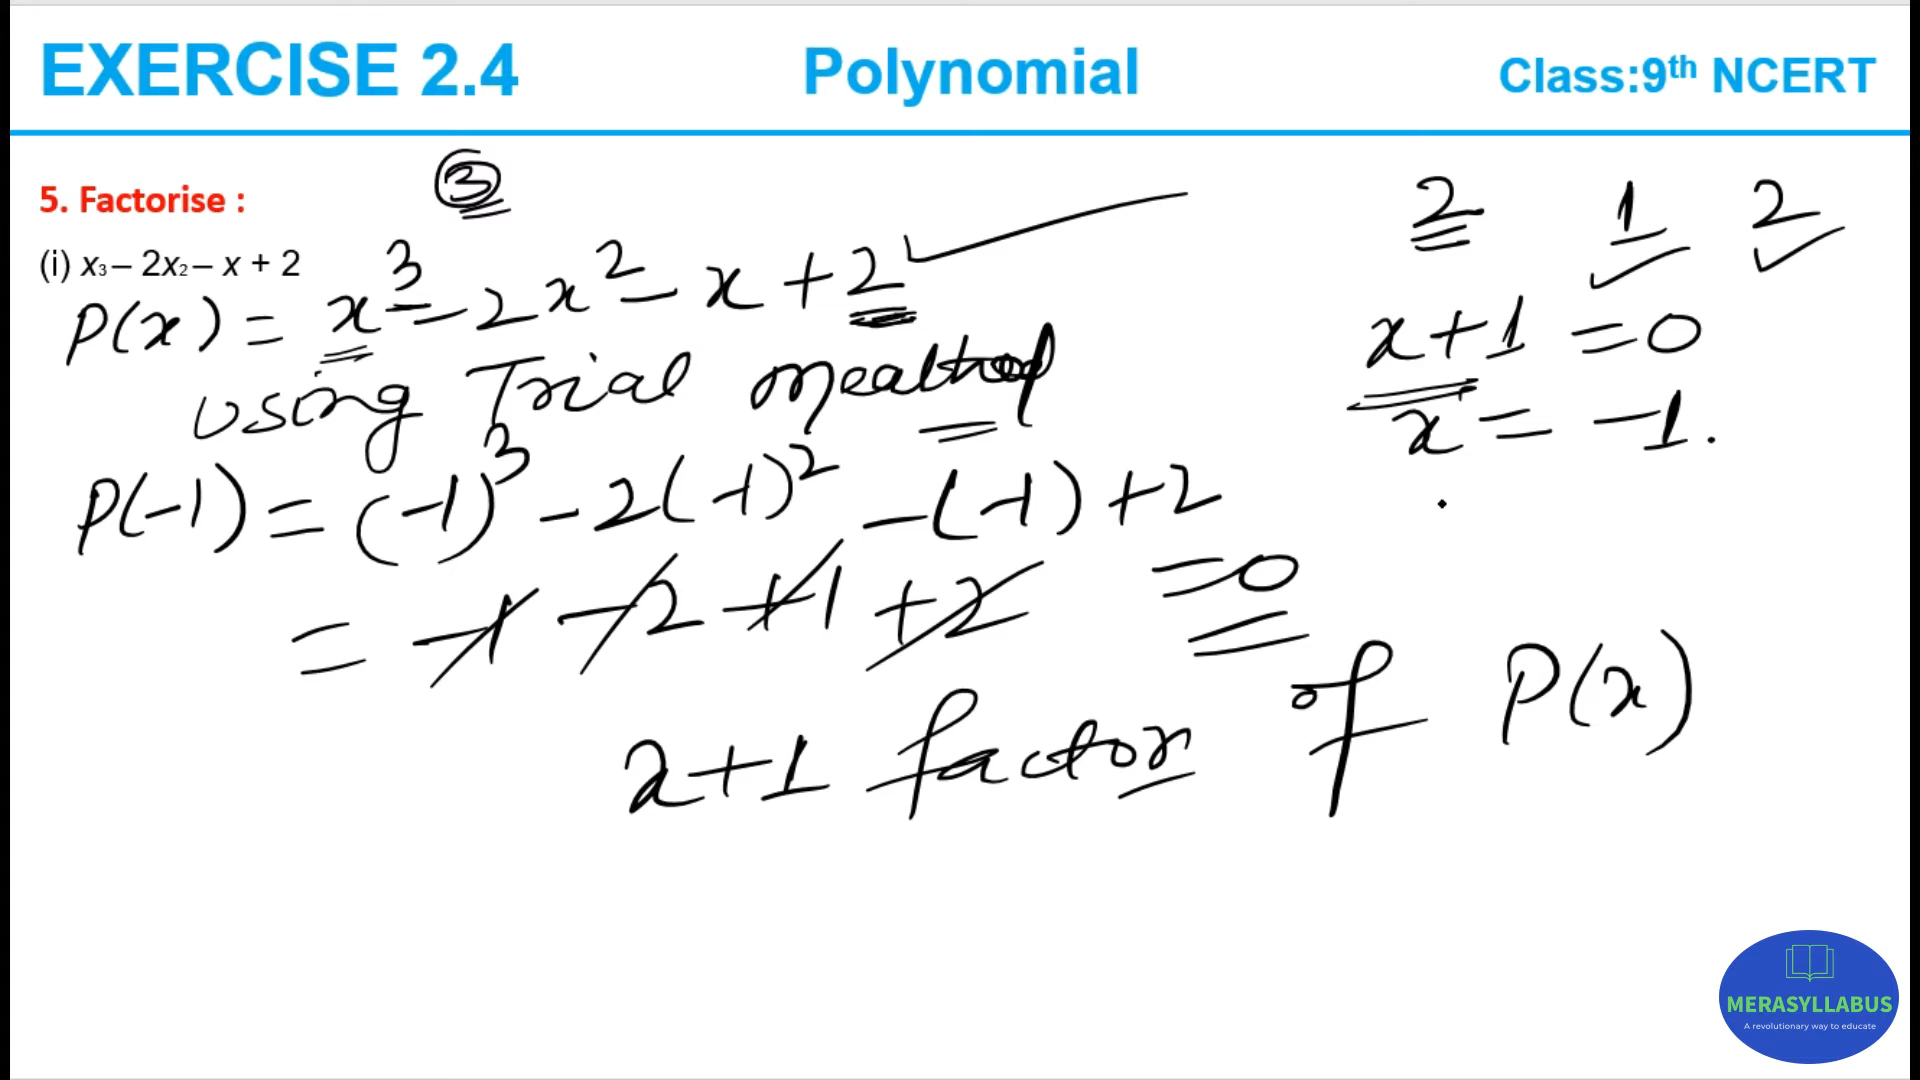 EXERCISE 2.4 Polynomial Class:9th NCERT
5. Factorise :
3
2 1 2
(i) x3 – 2x2 – x + 2
P(x) = x³ - 2x² - x + 2
x+1 = 0
using Trial
x = -1.
P(-1) = (-1)³ - 2(-1)² - (-1) + 2
= -1 - 2 + 1 + 2 = 0
x+1 factor of P(x)
MERASYLLABUS
A revolutionary way to educate